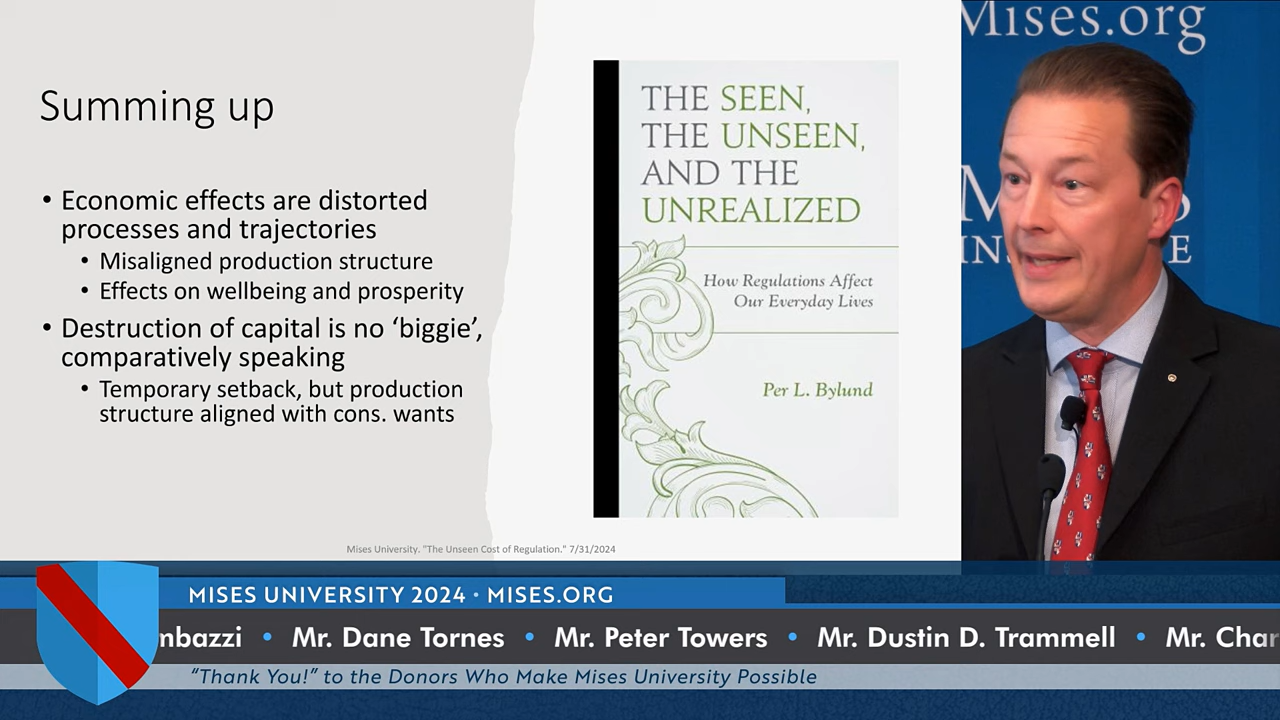 Summing up
• Economic effects are distorted
processes and trajectories
• Misaligned production structure
• Effects on wellbeing and prosperity
• Destruction of capital is no ‘biggie’,
comparatively speaking
• Temporary setback, but production
structure aligned with cons. wants
THE SEEN,
THE UNSEEN,
AND THE
UNREALIZED
How Regulations Affect
Our Everyday Lives
Per L. Bylund
Mises University. "The Unseen Cost of Regulation." 7/31/2024
Mises.org
MISES UNIVERSITY 2024 • MISES.ORG
mbazzi • Mr. Dane Tornes • Mr. Peter Towers • Mr. Dustin D. Trammell • Mr. Char
“Thank You!” to the Donors Who Make Mises University Possible